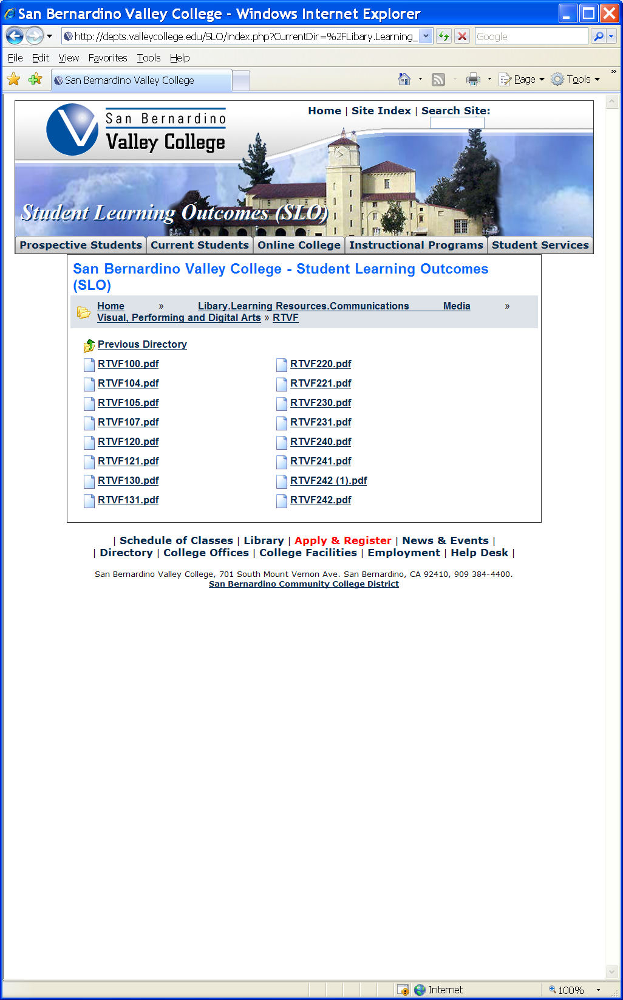 San Bernardino Valley College - Windows Internet Explorer
http://depts.valleycollege.edu/SLO/index.php?CurrentDir=%2FLibary.Learning_
Google
File Edit View Favorites Tools Help
San Bernardino Valley College
Page Tools »
San Bernardino
Valley College
Home | Site Index | Search Site:
Student Learning Outcomes (SLO)
Prospective Students Current Students Online College Instructional Programs Student Services
San Bernardino Valley College - Student Learning Outcomes
(SLO)
Home » Libary.Learning Resources.Communications Media »
Visual, Performing and Digital Arts » RTVF
Previous Directory
RTVF100.pdf RTVF220.pdf
RTVF104.pdf RTVF221.pdf
RTVF105.pdf RTVF230.pdf
RTVF107.pdf RTVF231.pdf
RTVF120.pdf RTVF240.pdf
RTVF121.pdf RTVF241.pdf
RTVF130.pdf RTVF242 (1).pdf
RTVF131.pdf RTVF242.pdf
| Schedule of Classes | Library | Apply & Register | News & Events |
| Directory | College Offices | College Facilities | Employment | Help Desk |
San Bernardino Valley College, 701 South Mount Vernon Ave. San Bernardino, CA 92410, 909 384-4400.
San Bernardino Community College District
Internet 100%